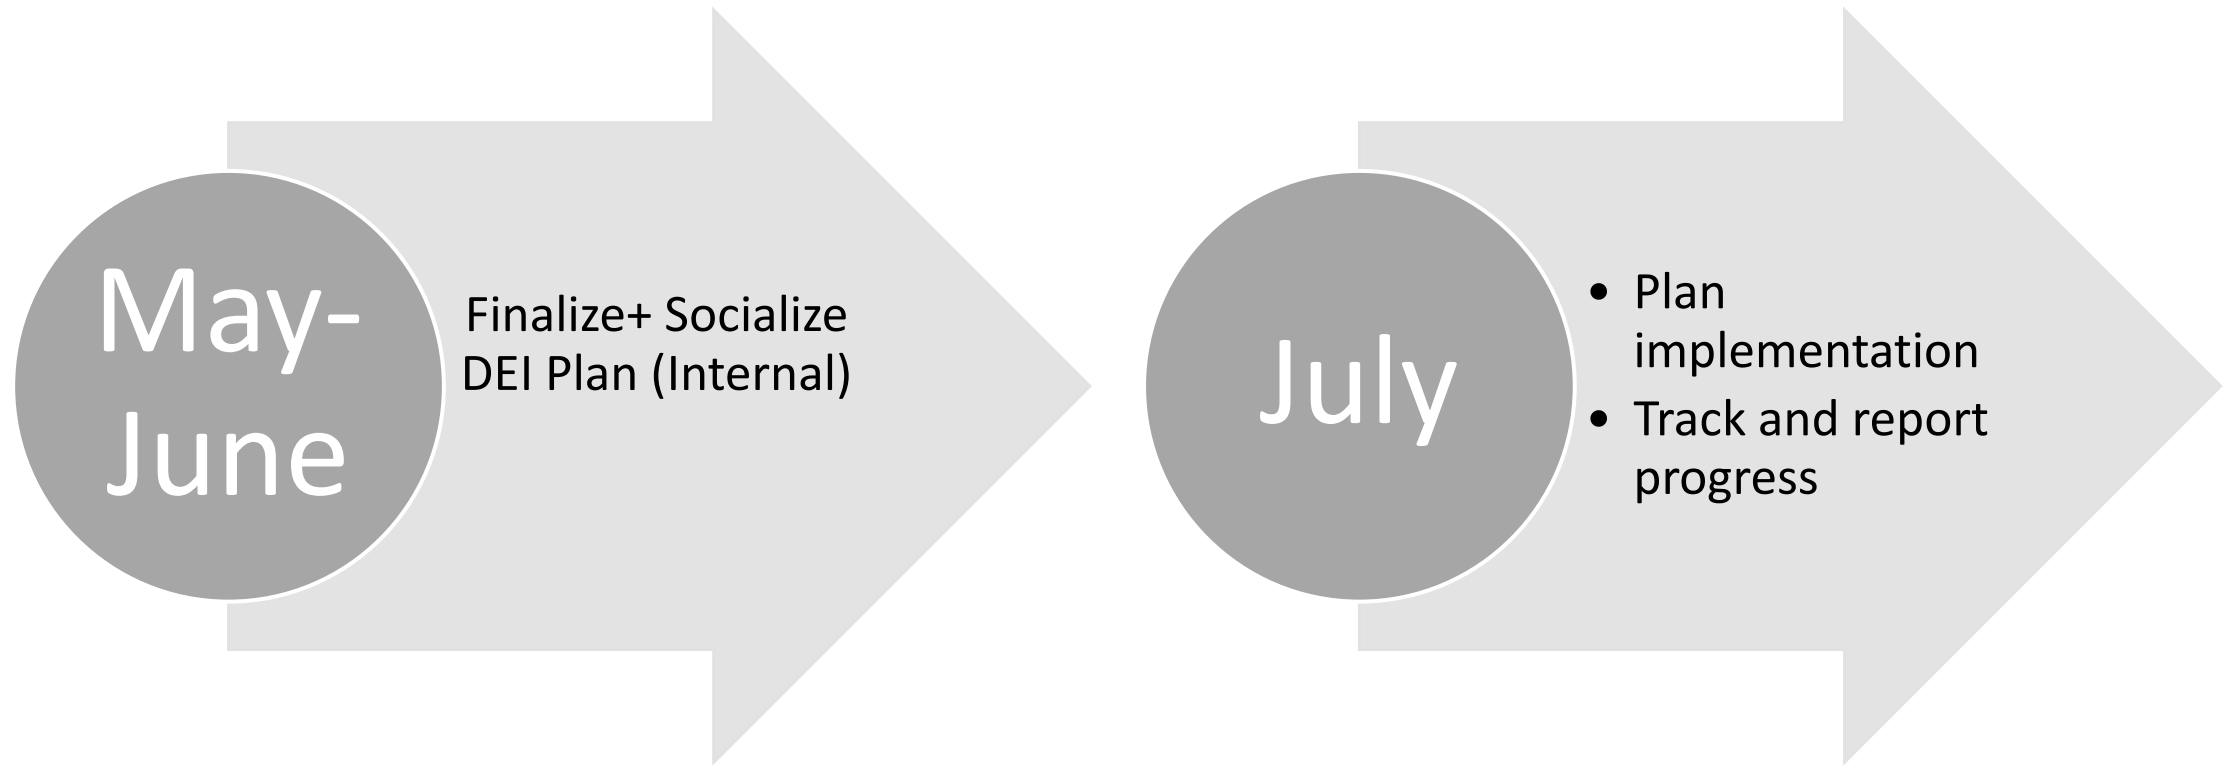 May-
June
Finalize+ Socialize
DEI Plan (Internal)
July
• Plan
implementation
• Track and report
progress